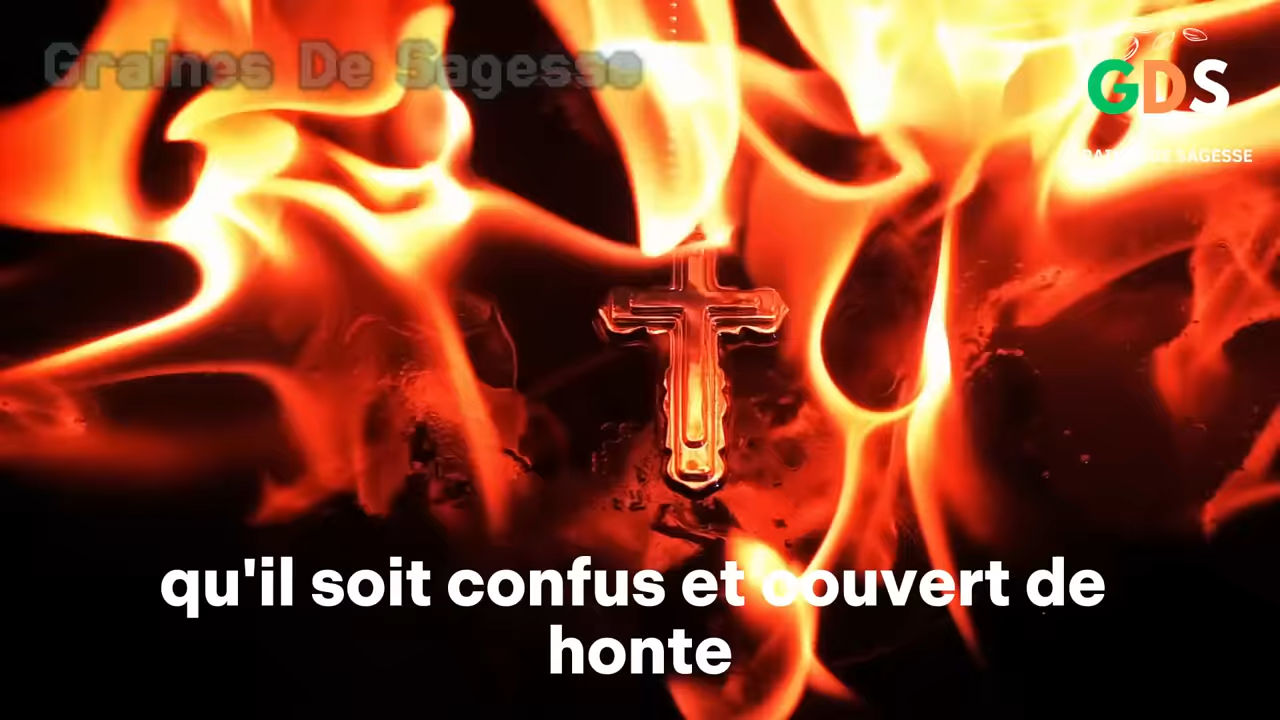 Graines De Sagesse
GDS
SAGESSE
qu'il soit confus et couvert de
honte